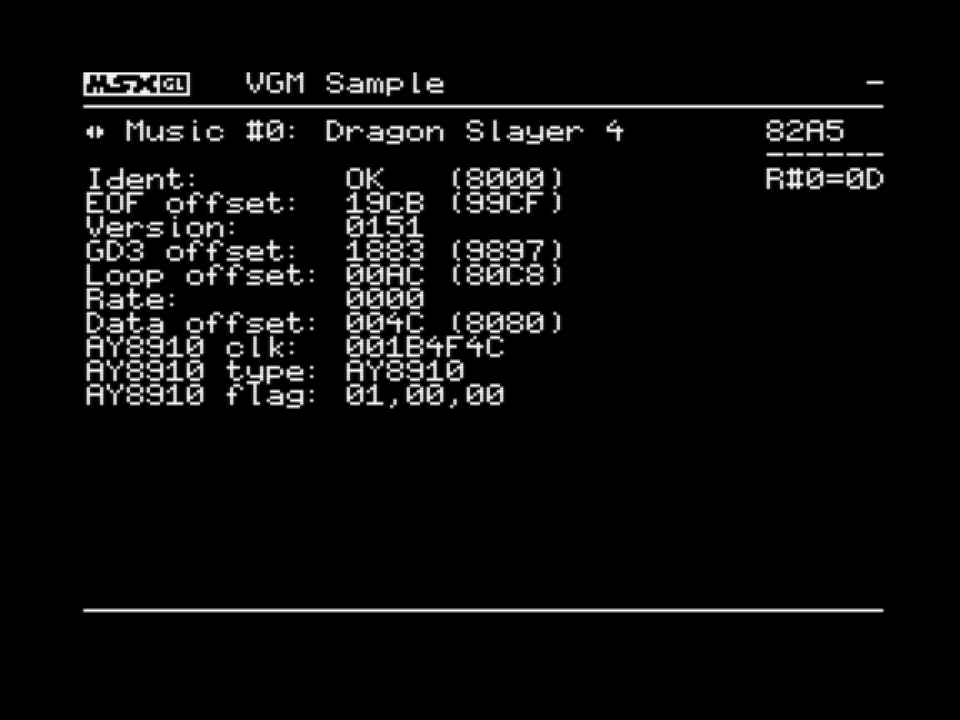 MSX GL VGM Sample -
◂▸ Music #0: Dragon Slayer 4 82A5
------
Ident: OK (8000) R#0=0D
EOF offset: 19CB (99CF)
Version: 0151
GD3 offset: 1883 (9897)
Loop offset: 00AC (80C8)
Rate: 0000
Data offset: 004C (8080)
AY8910 clk: 001B4F4C
AY8910 type: AY8910
AY8910 flag: 01,00,00